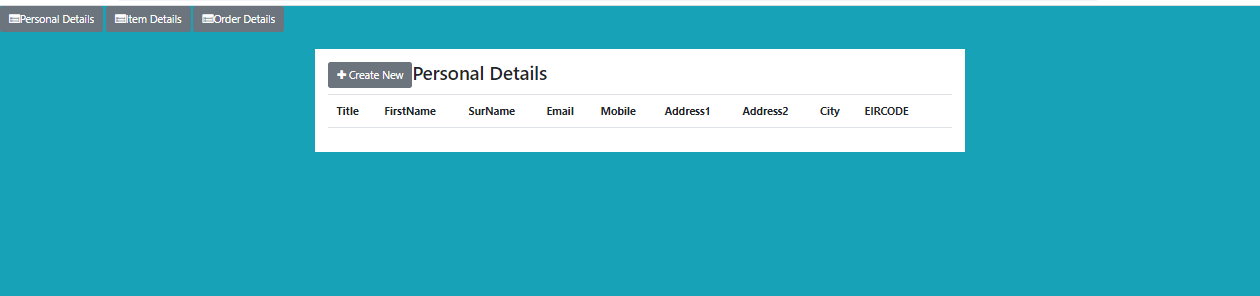 Personal Details Item Details Order Details
Create New Personal Details
Title FirstName SurName Email Mobile Address1 Address2 City EIRCODE